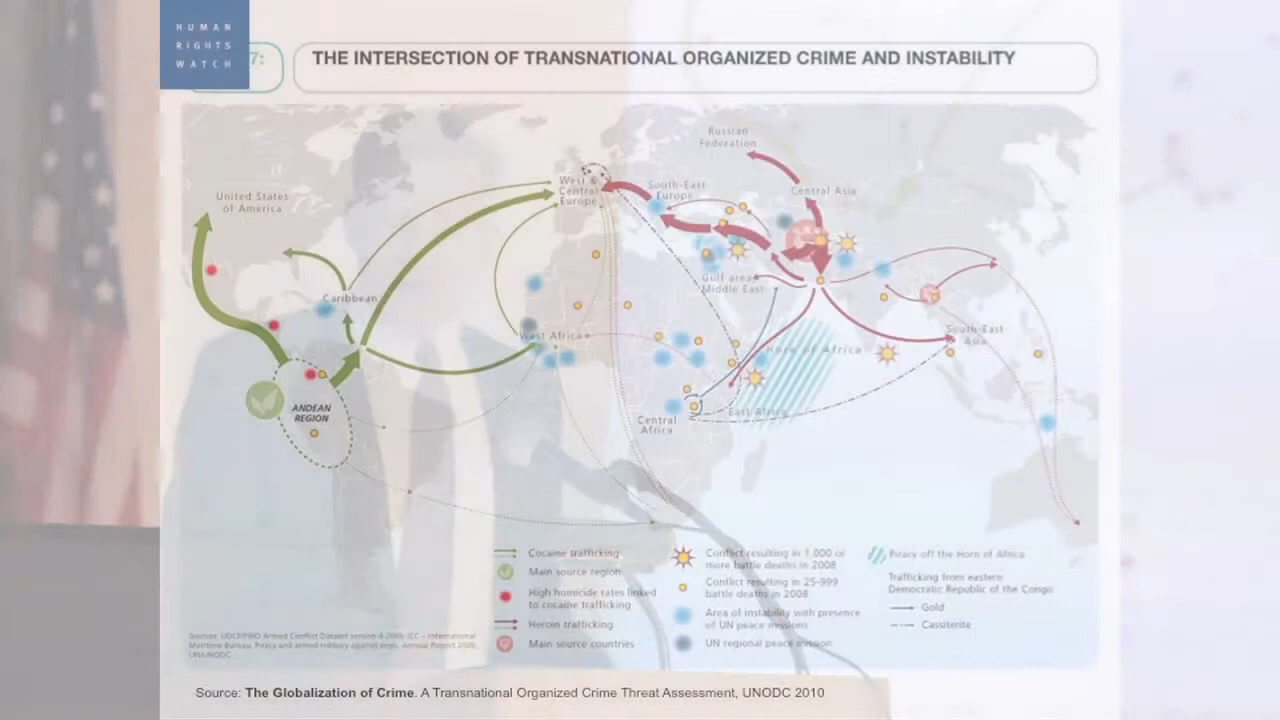 HUMAN
RIGHTS
WATCH
7:
THE INTERSECTION OF TRANSNATIONAL ORGANIZED CRIME AND INSTABILITY
Russian
Federation
United States
of America
West &
Central
Europe
South-East
Europe
Central Asia
Caribbean
Gulf area
Middle East
West Africa
Horn of Africa
South-East
Asia
ANDEAN
REGION
Central
Africa
East Africa
Cocaine trafficking
Main source region
High homicide rates linked
to cocaine trafficking
Heroin trafficking
Main source countries
Conflict resulting in 1,000 or
more battle deaths in 2008
Conflict resulting in 25-999
battle deaths in 2008
Area of instability with presence
of UN peace missions
UN regional peace mission
Piracy off the Horn of Africa
Trafficking from eastern
Democratic Republic of the Congo
Gold
Cassiterite
Source: The Globalization of Crime. A Transnational Organized Crime Threat Assessment, UNODC 2010